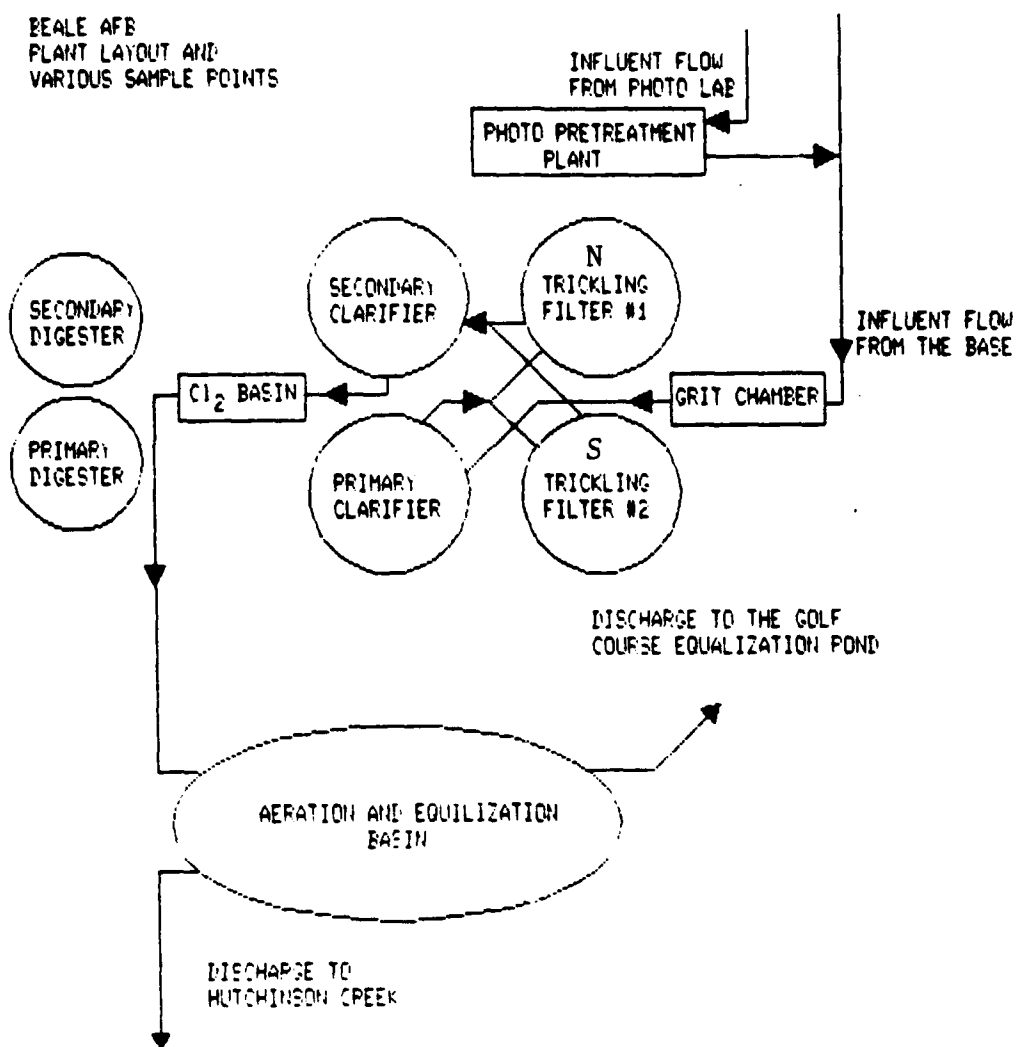 BEALE AFB
PLANT LAYOUT AND
VARIOUS SAMPLE POINTS
INFLUENT FLOW
FROM PHOTO LAB
PHOTO PRETREATMENT
PLANT
SECONDARY
DIGESTER
SECONDARY
CLARIFIER
N
TRICKLING
FILTER #1
INFLUENT FLOW
FROM THE BASE
Cl2 BASIN
GRIT CHAMBER
PRIMARY
DIGESTER
PRIMARY
CLARIFIER
S
TRICKLING
FILTER #2
DISCHARGE TO THE GOLF
COURSE EQUALIZATION POND
AERATION AND EQUILIZATION
BASIN
DISCHARGE TO
HUTCHINSON CREEK